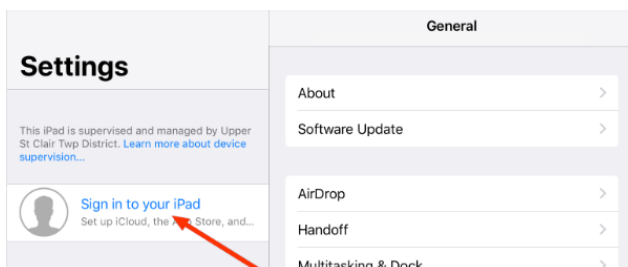 General
Settings
About
Software Update
This iPad is supervised and managed by Upper
St Clair Twp District. Learn more about device
supervision...
Sign in to your iPad
Set up iCloud, the App Store, and...
AirDrop
Handoff
Multitasking & Dock